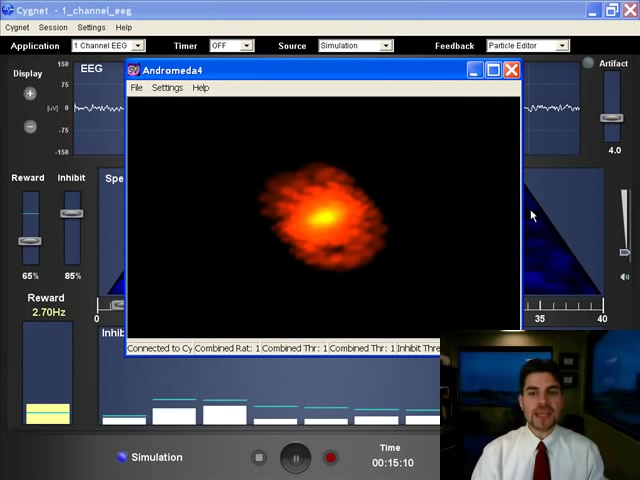 Cygnet - 1_channel_eeg
Cygnet Session Settings Help
Application 1 Channel EEG Timer OFF Source Simulation Feedback Particle Editor
Display
150
75
[uV] 0
-75
-150
EEG
Artifact
4.0
Andromeda4
File Settings Help
Reward Inhibit
65% 85%
Spe
0 35 40
Reward
2.70Hz
Inhib
Connected to Cy Combined Rat: 1 Combined Thr: 1 Combined Thr: 1 Inhibit Thre
Simulation
Time
00:15:10